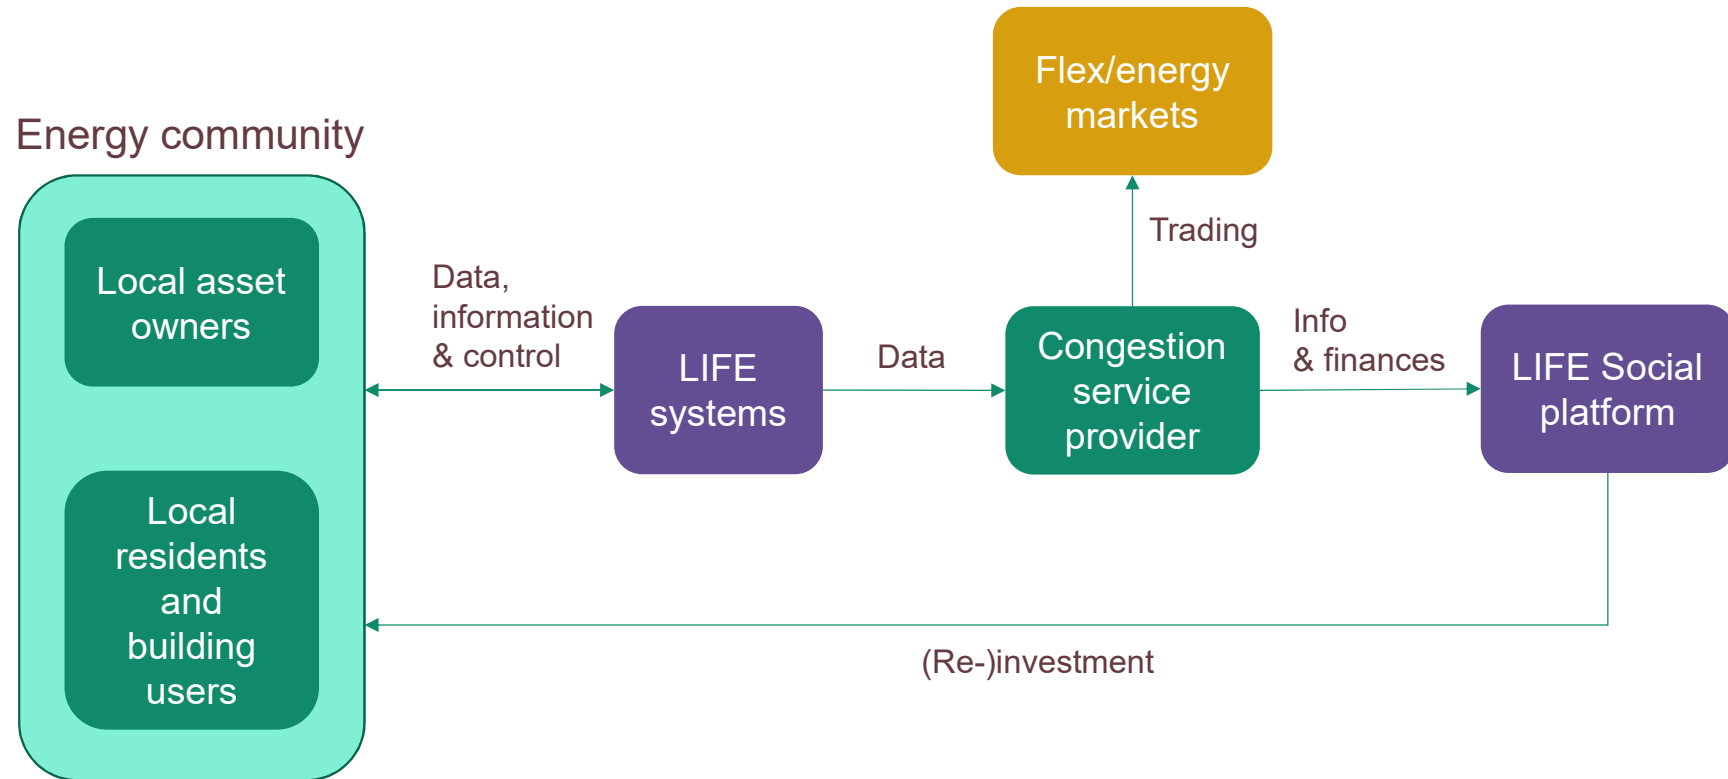 Flex/energy
markets
Energy community
Trading
Local asset
owners
Data,
information
& control
LIFE
systems
Data
Congestion
service
provider
Info
& finances
LIFE Social
platform
Local
residents
and
building
users
(Re-)investment